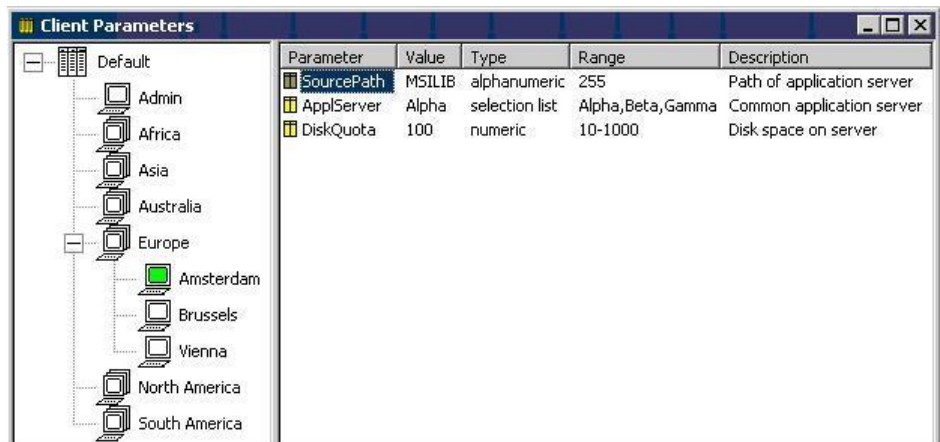 Client Parameters
Default
Admin
Africa
Asia
Australia
Europe
Amsterdam
Brussels
Vienna
North America
South America
Parameter Value Type Range Description
SourcePath MSILIB alphanumeric 255 Path of application server
ApplServer Alpha selection list Alpha,Beta,Gamma Common application server
DiskQuota 100 numeric 10-1000 Disk space on server